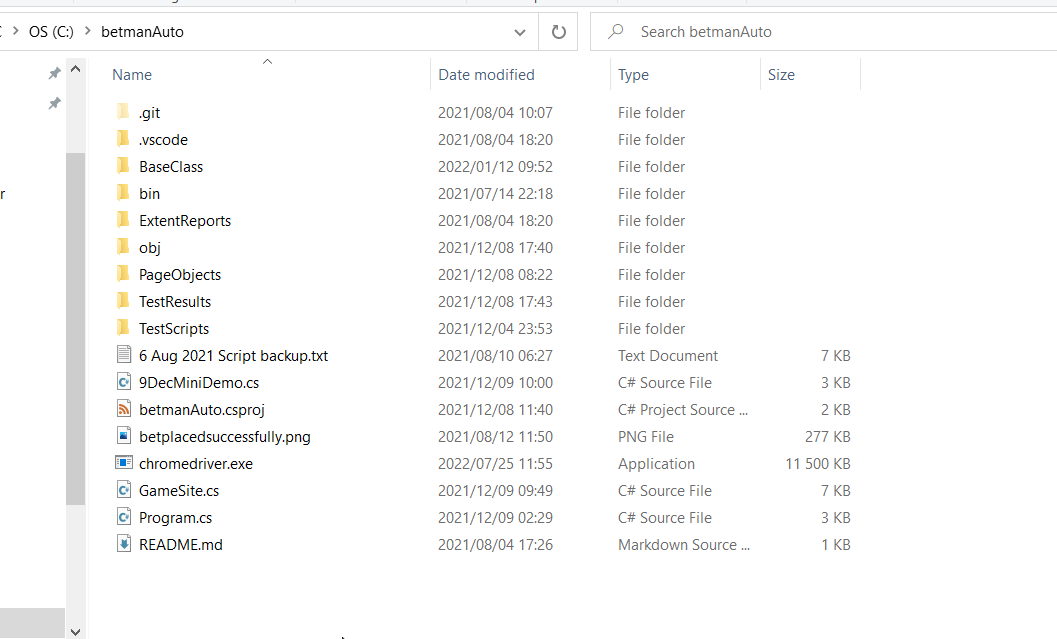 OS (C:) > betmanAuto
Search betmanAuto
Name Date modified Type Size
.git 2021/08/04 10:07 File folder
.vscode 2021/08/04 18:20 File folder
BaseClass 2022/01/12 09:52 File folder
bin 2021/07/14 22:18 File folder
ExtentReports 2021/08/04 18:20 File folder
obj 2021/12/08 17:40 File folder
PageObjects 2021/12/08 08:22 File folder
TestResults 2021/12/08 17:43 File folder
TestScripts 2021/12/04 23:53 File folder
6 Aug 2021 Script backup.txt 2021/08/10 06:27 Text Document 7 KB
9DecMiniDemo.cs 2021/12/09 10:00 C# Source File 3 KB
betmanAuto.csproj 2021/12/08 11:40 C# Project Source ... 2 KB
betplacedsuccessfully.png 2021/08/12 11:50 PNG File 277 KB
chromedriver.exe 2022/07/25 11:55 Application 11 500 KB
GameSite.cs 2021/12/09 09:49 C# Source File 7 KB
Program.cs 2021/12/09 02:29 C# Source File 3 KB
README.md 2021/08/04 17:26 Markdown Source ... 1 KB